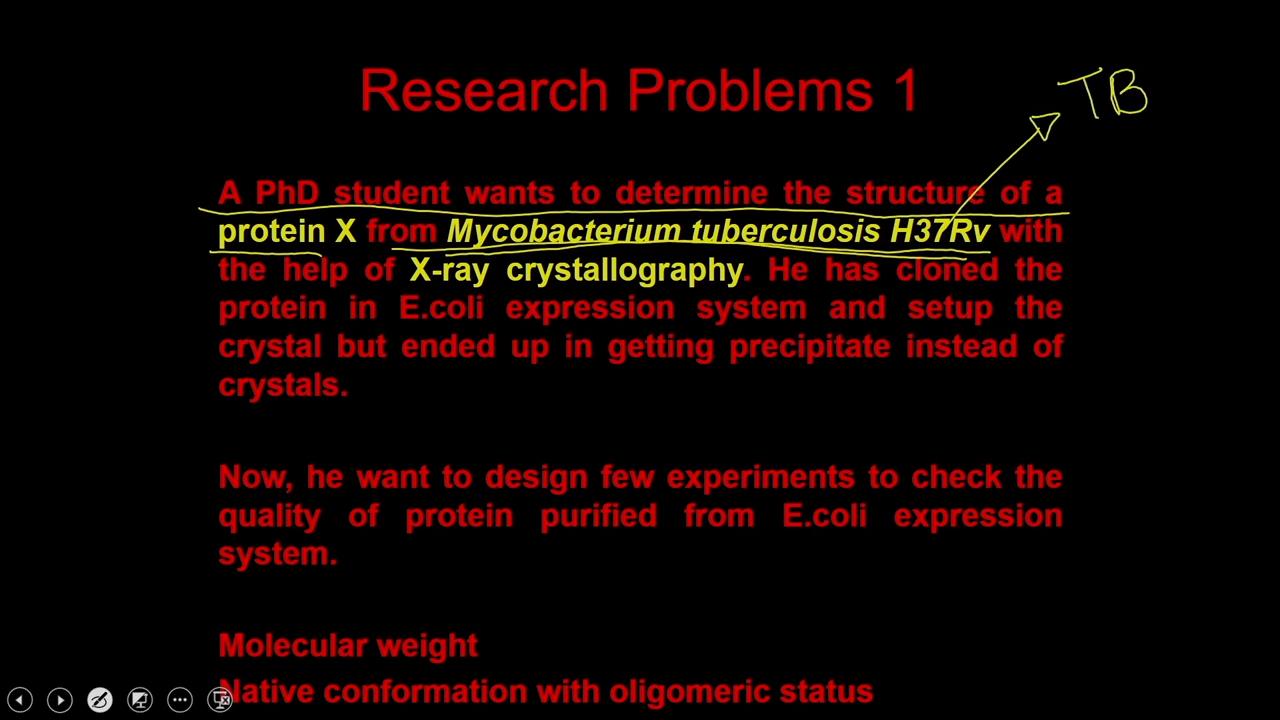 Research Problems 1
TB
A PhD student wants to determine the structure of a
protein X from Mycobacterium tuberculosis H37Rv with
the help of X-ray crystallography. He has cloned the
protein in E.coli expression system and setup the
crystal but ended up in getting precipitate instead of
crystals.
Now, he want to design few experiments to check the
quality of protein purified from E.coli expression
system.
Molecular weight
Native conformation with oligomeric status